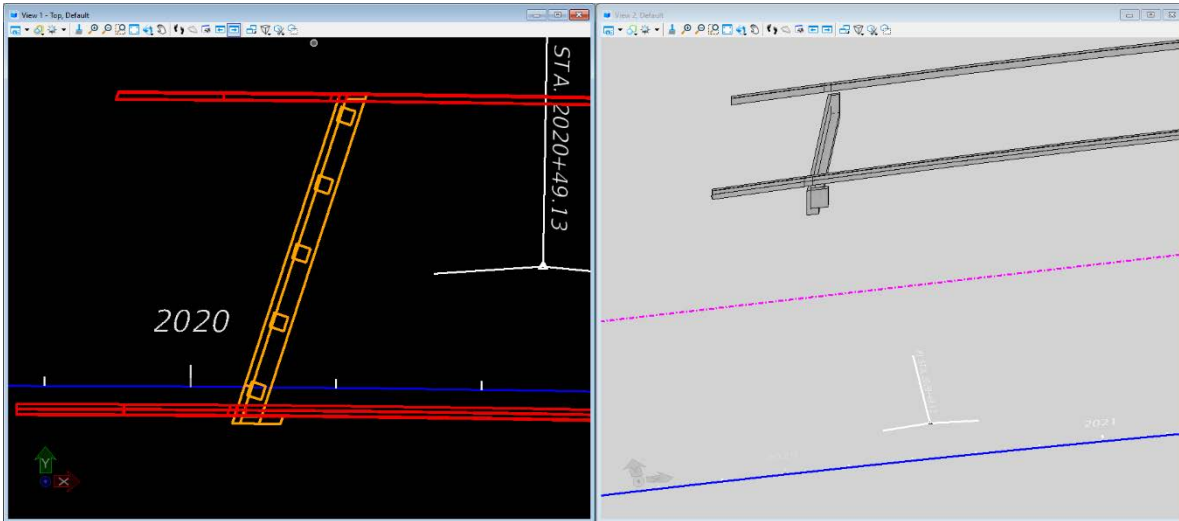 View 1 - Top, Default
STA. 2020+49.13
2020
Y
X
View 2, Default
2021